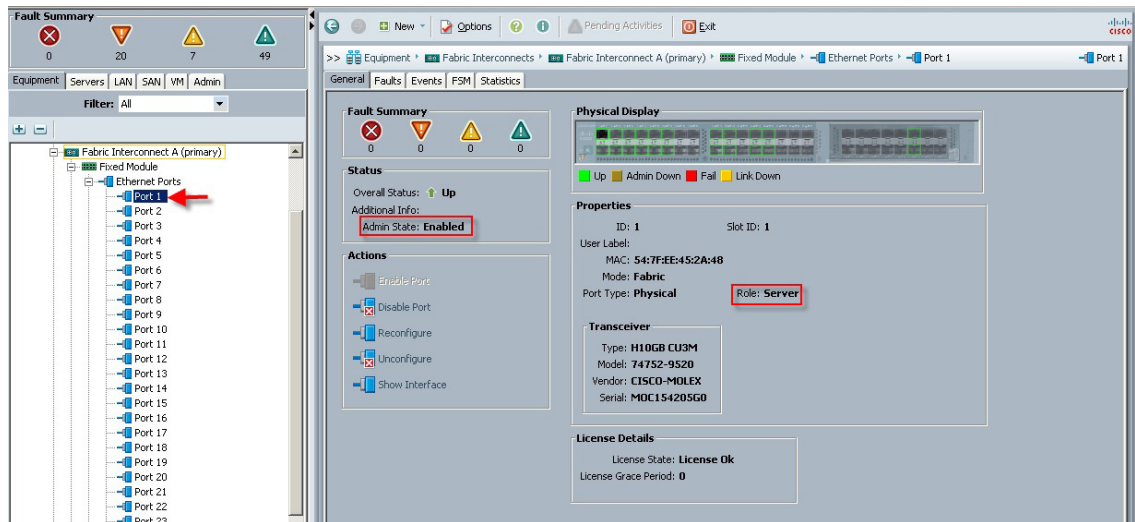 Fault Summary
0 20 7 49
Equipment Servers LAN SAN VM Admin
Filter: All
Fabric Interconnect A (primary)
Fixed Module
Ethernet Ports
Port 1
Port 2
Port 3
Port 4
Port 5
Port 6
Port 7
Port 8
Port 9
Port 10
Port 11
Port 12
Port 13
Port 14
Port 15
Port 16
Port 17
Port 18
Port 19
Port 20
Port 21
Port 22
Port 23
New Options Pending Activities Exit
CISCO
>> Equipment Fabric Interconnects Fabric Interconnect A (primary) Fixed Module Ethernet Ports Port 1 Port 1
General Faults Events FSM Statistics
Fault Summary
0 0 0 0
Status
Overall Status: Up
Additional Info:
Admin State: Enabled
Actions
Enable Port
Disable Port
Reconfigure
Unconfigure
Show Interface
Physical Display
Up Admin Down Fail Link Down
Properties
ID: 1 Slot ID: 1
User Label:
MAC: 54:7F:EE:45:2A:48
Mode: Fabric
Port Type: Physical Role: Server
Transceiver
Type: H10GB CU3M
Model: 74752-9520
Vendor: CISCO-MOLEX
Serial: MOC154205G0
License Details
License State: License Ok
License Grace Period: 0